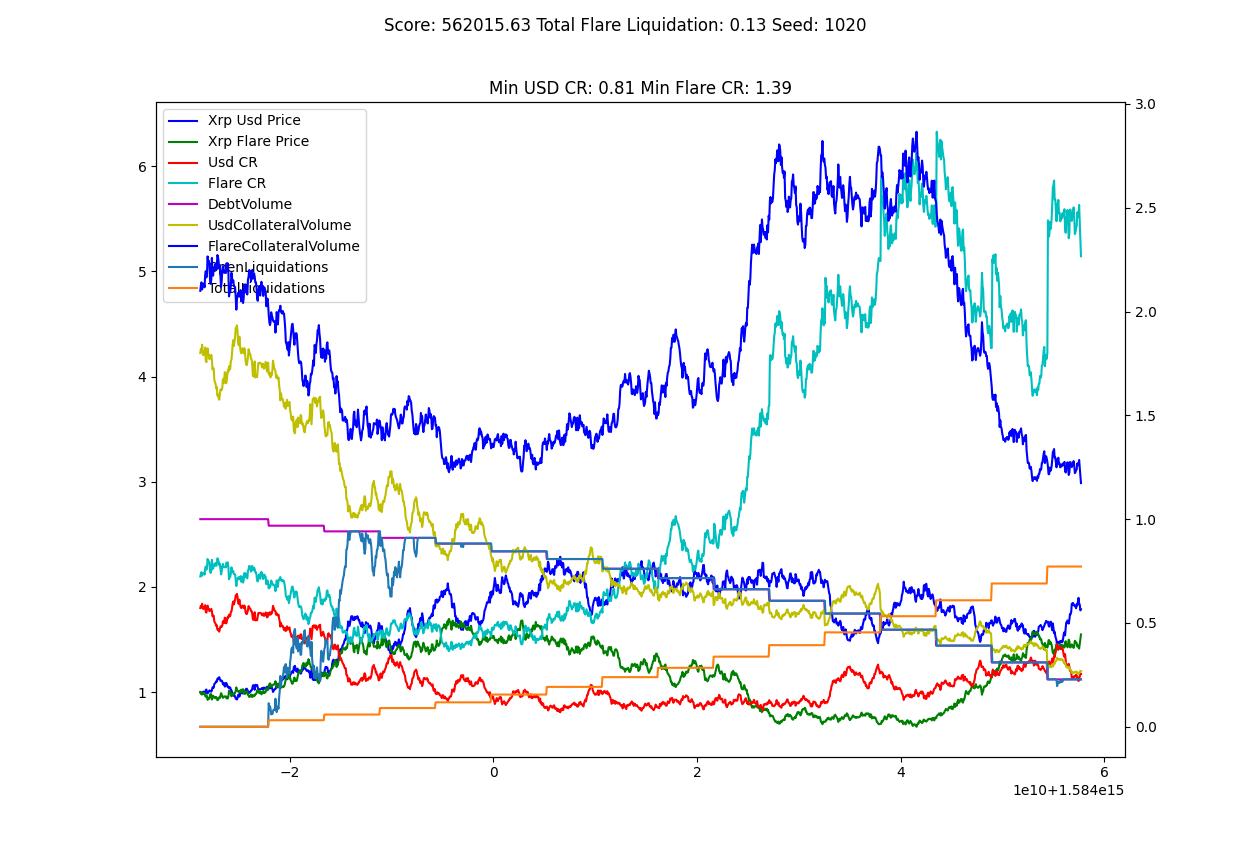 Score: 562015.63 Total Flare Liquidation: 0.13 Seed: 1020
Min USD CR: 0.81 Min Flare CR: 1.39
Xrp Usd Price
Xrp Flare Price
Usd CR
Flare CR
DebtVolume
UsdCollateralVolume
FlareCollateralVolume
OpenLiquidations
TotalLiquidations
6
5
4
3
2
1
3.0
2.5
2.0
1.5
1.0
0.5
0.0
−2 0 2 4 6
1e10+1.584e15